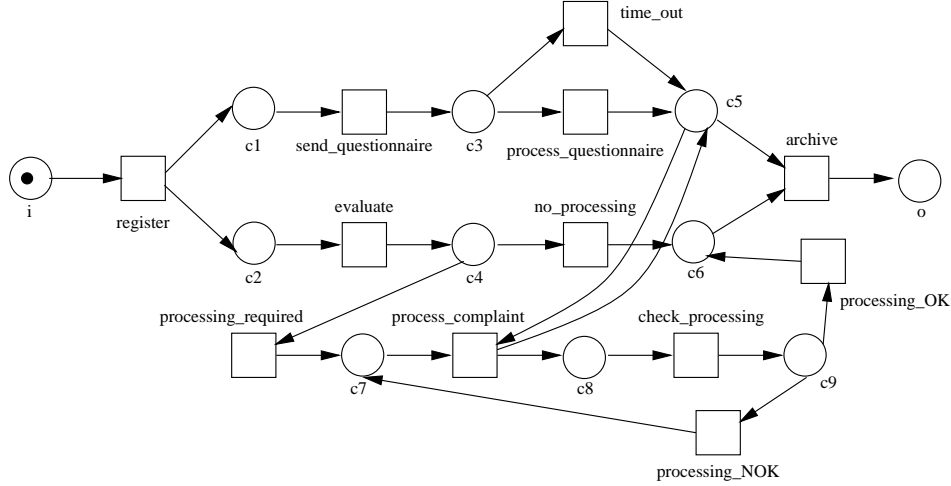 time_out
c5
archive
c1
send_questionnaire
c3
process_questionnaire
i
register
o
evaluate
no_processing
c2
c4
c6
processing_OK
processing_required
process_complaint
check_processing
c7
c8
c9
processing_NOK